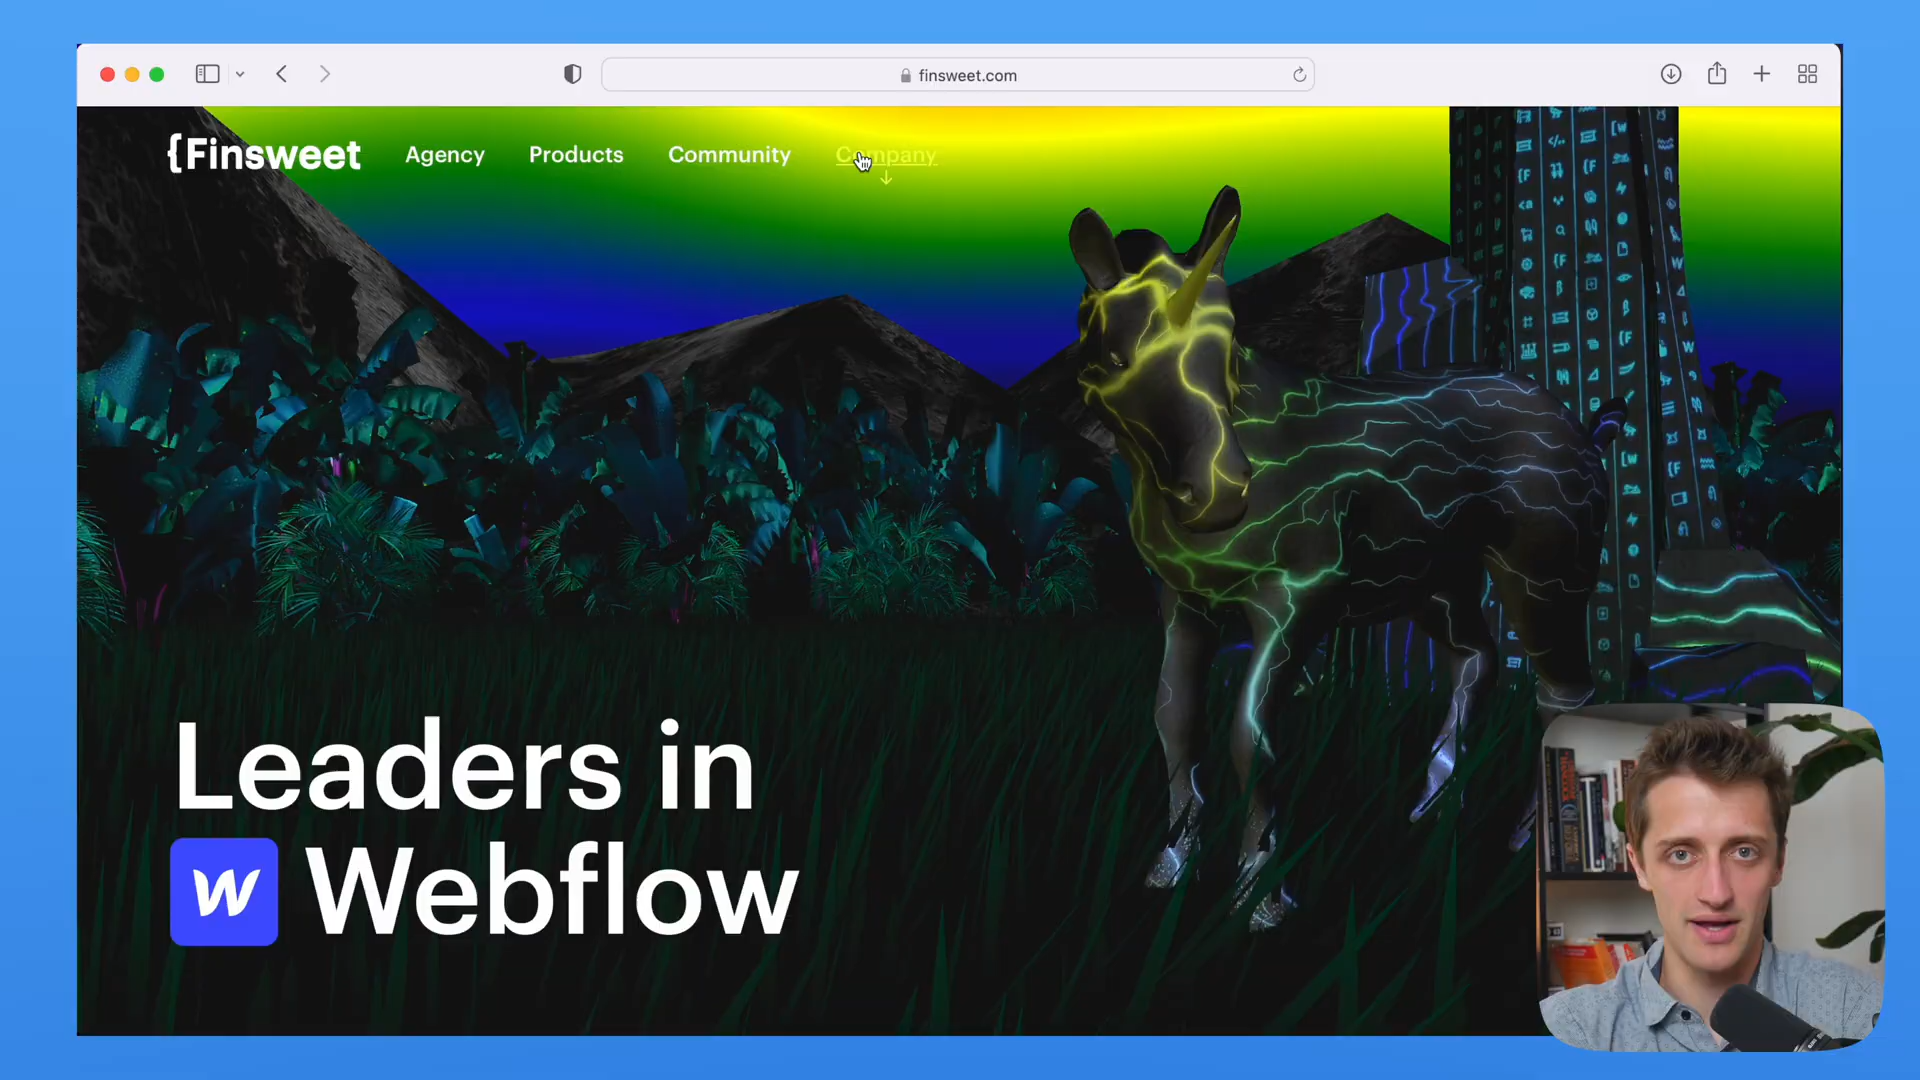 finsweet.com
{Finsweet
Agency
Products
Community
Company
Leaders in
W Webflow